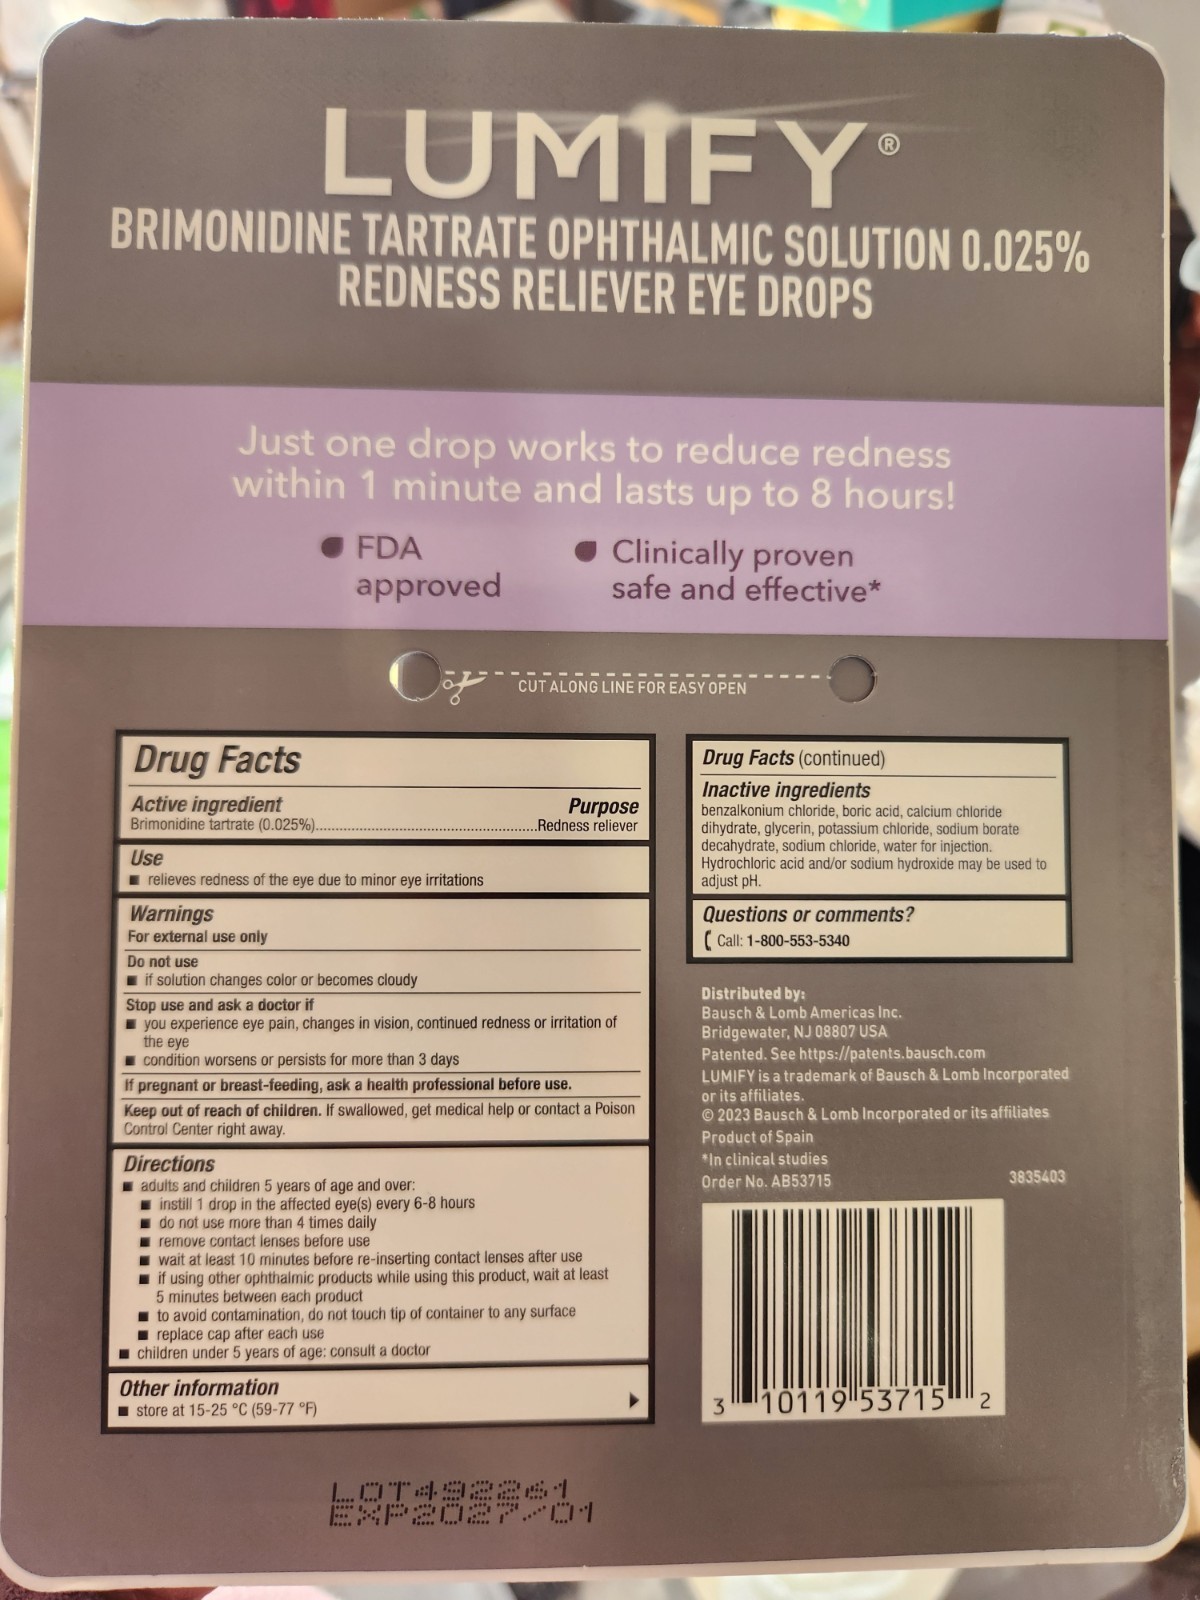 LUMIFY®
BRIMONIDINE TARTRATE OPHTHALMIC SOLUTION 0.025%
REDNESS RELIEVER EYE DROPS
Just one drop works to reduce redness
within 1 minute and lasts up to 8 hours!
FDA
approved
Clinically proven
safe and effective*
CUT ALONG LINE FOR EASY OPEN
Drug Facts
Active ingredient Purpose
Brimonidine tartrate (0.025%)..........................................Redness reliever
Use
■ relieves redness of the eye due to minor eye irritations
Warnings
For external use only
Do not use
■ if solution changes color or becomes cloudy
Stop use and ask a doctor if
■ you experience eye pain, changes in vision, continued redness or irritation of
the eye
■ condition worsens or persists for more than 3 days
If pregnant or breast-feeding, ask a health professional before use.
Keep out of reach of children. If swallowed, get medical help or contact a Poison
Control Center right away.
Directions
■ adults and children 5 years of age and over:
■ instill 1 drop in the affected eye(s) every 6-8 hours
■ do not use more than 4 times daily
■ remove contact lenses before use
■ wait at least 10 minutes before re-inserting contact lenses after use
■ if using other ophthalmic products while using this product, wait at least
5 minutes between each product
■ to avoid contamination, do not touch tip of container to any surface
■ replace cap after each use
■ children under 5 years of age: consult a doctor
Other information
■ store at 15-25 °C (59-77 °F)
Drug Facts (continued)
Inactive ingredients
benzalkonium chloride, boric acid, calcium chloride
dihydrate, glycerin, potassium chloride, sodium borate
decahydrate, sodium chloride, water for injection.
Hydrochloric acid and/or sodium hydroxide may be used to
adjust pH.
Questions or comments?
Call: 1-800-553-5340
Distributed by:
Bausch & Lomb Americas Inc.
Bridgewater, NJ 08807 USA
Patented. See https://patents.bausch.com
LUMIFY is a trademark of Bausch & Lomb Incorporated
or its affiliates.
© 2023 Bausch & Lomb Incorporated or its affiliates
Product of Spain
*In clinical studies
Order No. AB53715 3835403
3 10119 53715 2
LOT492261
EXP2027/01